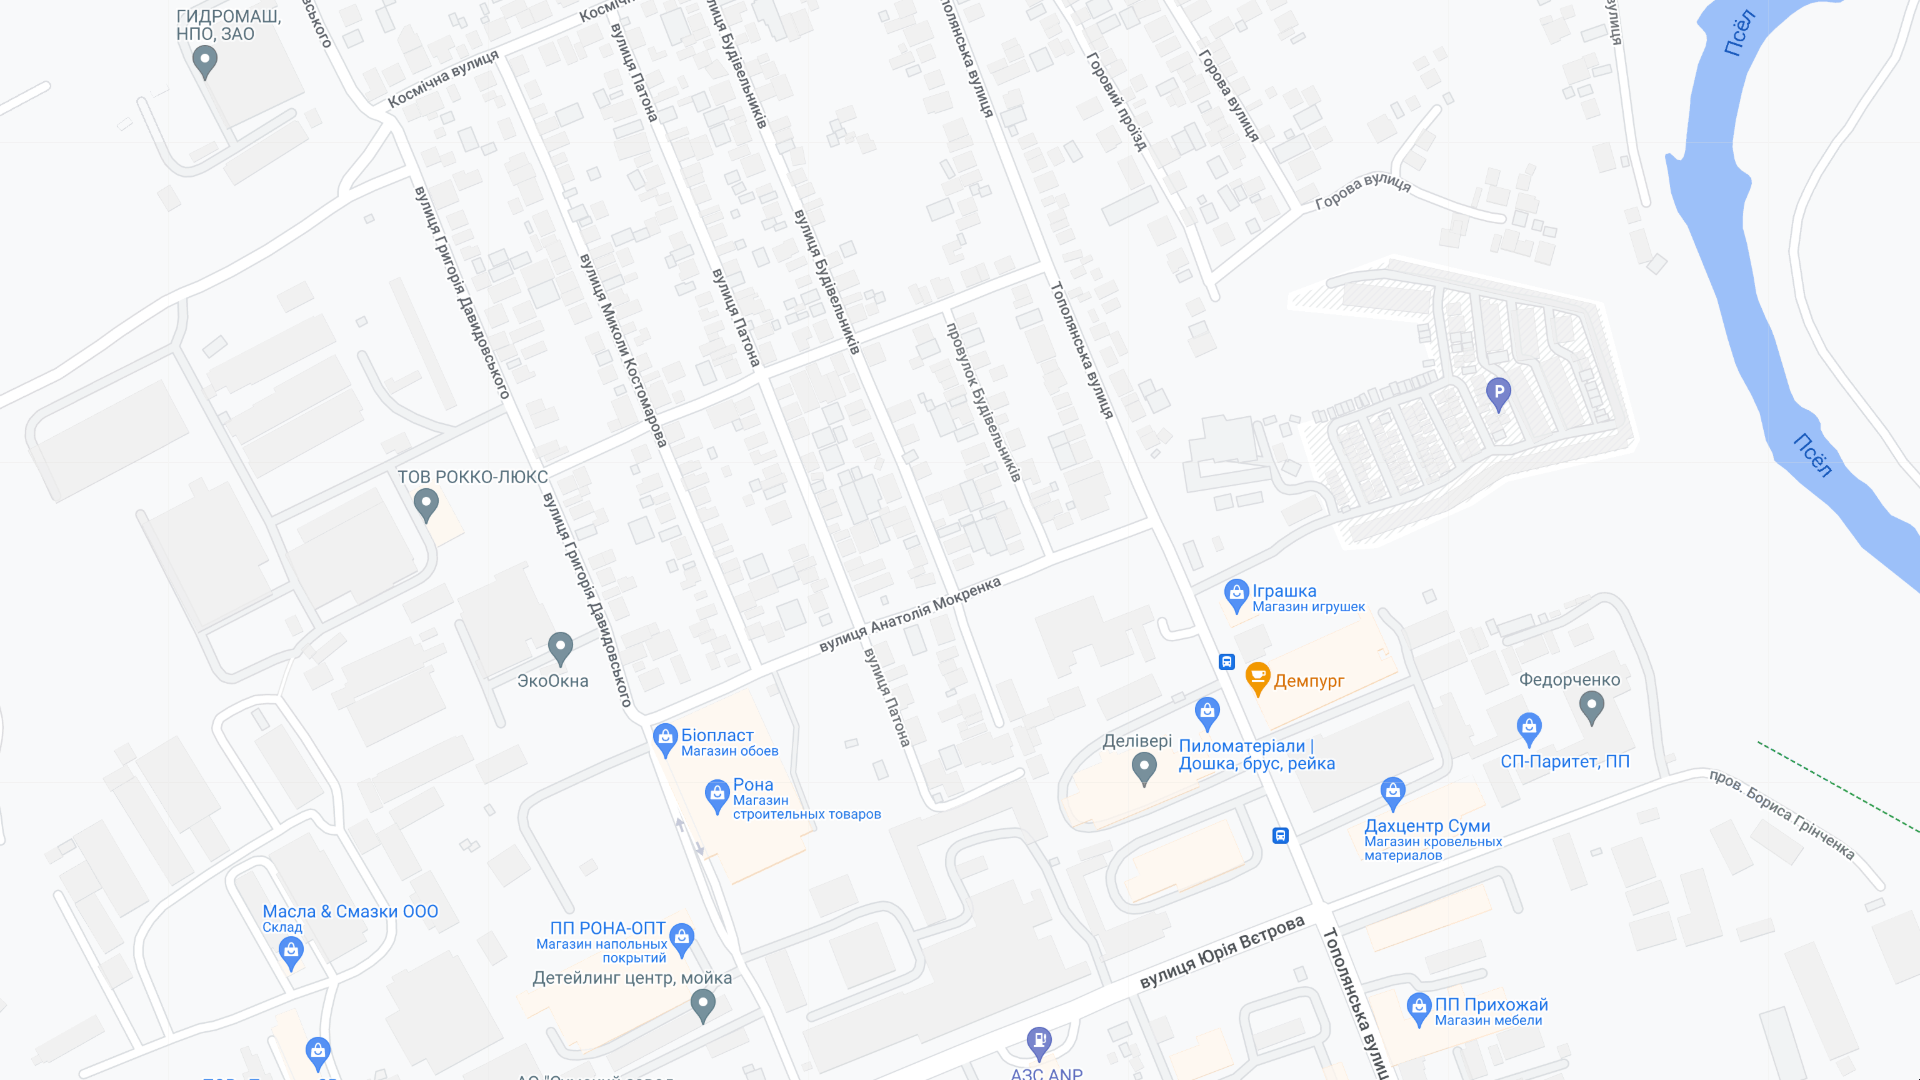 ГИДРОМАШ,
НПО, ЗАО
Космічна вулиця
вулиця Патона
вулиця Будівельників
Тополянська вулиця
Горовий проїзд
Горова вулиця
вулиця
Псёл
Горова вулиця
вулиця Григорія Давидовського
вулиця Миколи Костомарова
вулиця Патона
вулиця Будівельників
провулок Будівельників
Тополянська вулиця
P
Псёл
ТОВ РОККО-ЛЮКС
вулиця Григорія Давидовського
вулиця Анатолія Мокренка
Іграшка
Магазин игрушек
ЭкоОкна
вулиця Патона
Демпург
Федорченко
Біопласт
Магазин обоев
Делівері
Пиломатеріали |
Дошка, брус, рейка
СП-Паритет, ПП
Рона
Магазин
строительных товаров
пров. Бориса Грінченка
Дахцентр Суми
Магазин кровельных
материалов
Масла & Смазки ООО
Склад
ПП РОНА-ОПТ
Магазин напольных
покрытий
Детейлинг центр, мойка
вулиця Юрія Вєтрова
Тополянська вулиц
ПП Прихожай
Магазин мебели
АЗС ANP